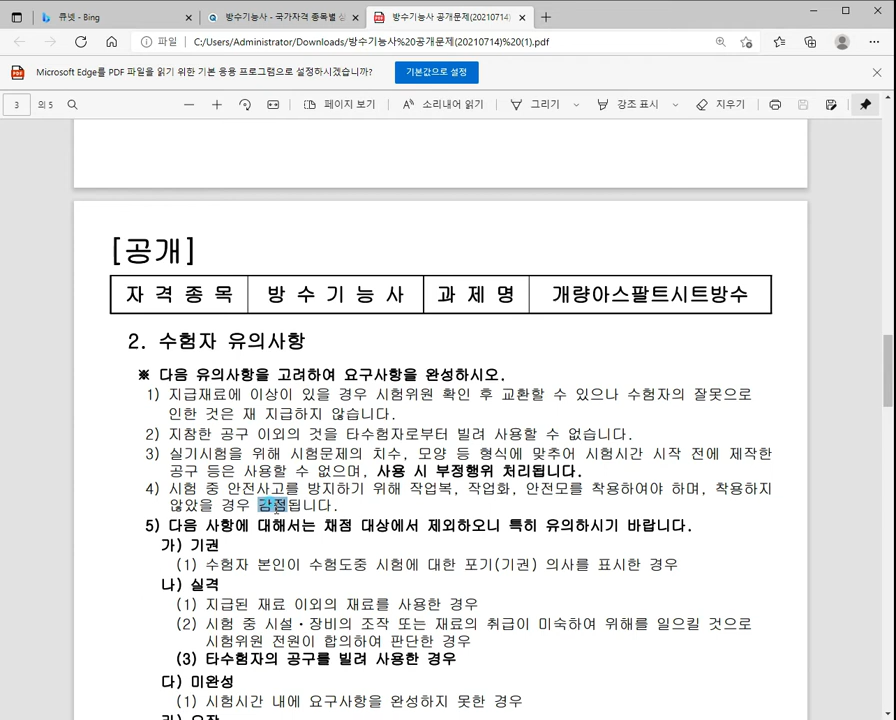 큐넷 - Bing
방수기능사 - 국가자격 종목별 상
방수기능사 공개문제(20210714)
파일
C:/Users/Administrator/Downloads/방수기능사%20공개문제(20210714)%20(1).pdf
Microsoft Edge를 PDF 파일을 읽기 위한 기본 응용 프로그램으로 설정하시겠습니까?
기본값으로 설정
3 의 5
페이지 보기
소리내어 읽기
그리기
강조 표시
지우기
[공개]
자 격 종 목 방 수 기 능 사 과 제 명 개량아스팔트시트방수
2. 수험자 유의사항
※ 다음 유의사항을 고려하여 요구사항을 완성하시오.
1) 지급재료에 이상이 있을 경우 시험위원 확인 후 교환할 수 있으나 수험자의 잘못으로
인한 것은 재 지급하지 않습니다.
2) 지참한 공구 이외의 것을 타수험자로부터 빌려 사용할 수 없습니다.
3) 실기시험을 위해 시험문제의 치수, 모양 등 형식에 맞추어 시험시간 시작 전에 제작한
공구 등은 사용할 수 없으며, 사용 시 부정행위 처리됩니다.
4) 시험 중 안전사고를 방지하기 위해 작업복, 작업화, 안전모를 착용하여야 하며, 착용하지
않았을 경우 감점됩니다.
5) 다음 사항에 대해서는 채점 대상에서 제외하오니 특히 유의하시기 바랍니다.
가) 기권
(1) 수험자 본인이 수험도중 시험에 대한 포기(기권) 의사를 표시한 경우
나) 실격
(1) 지급된 재료 이외의 재료를 사용한 경우
(2) 시험 중 시설·장비의 조작 또는 재료의 취급이 미숙하여 위해를 일으킬 것으로
시험위원 전원이 합의하여 판단한 경우
(3) 타수험자의 공구를 빌려 사용한 경우
다) 미완성
(1) 시험시간 내에 요구사항을 완성하지 못한 경우